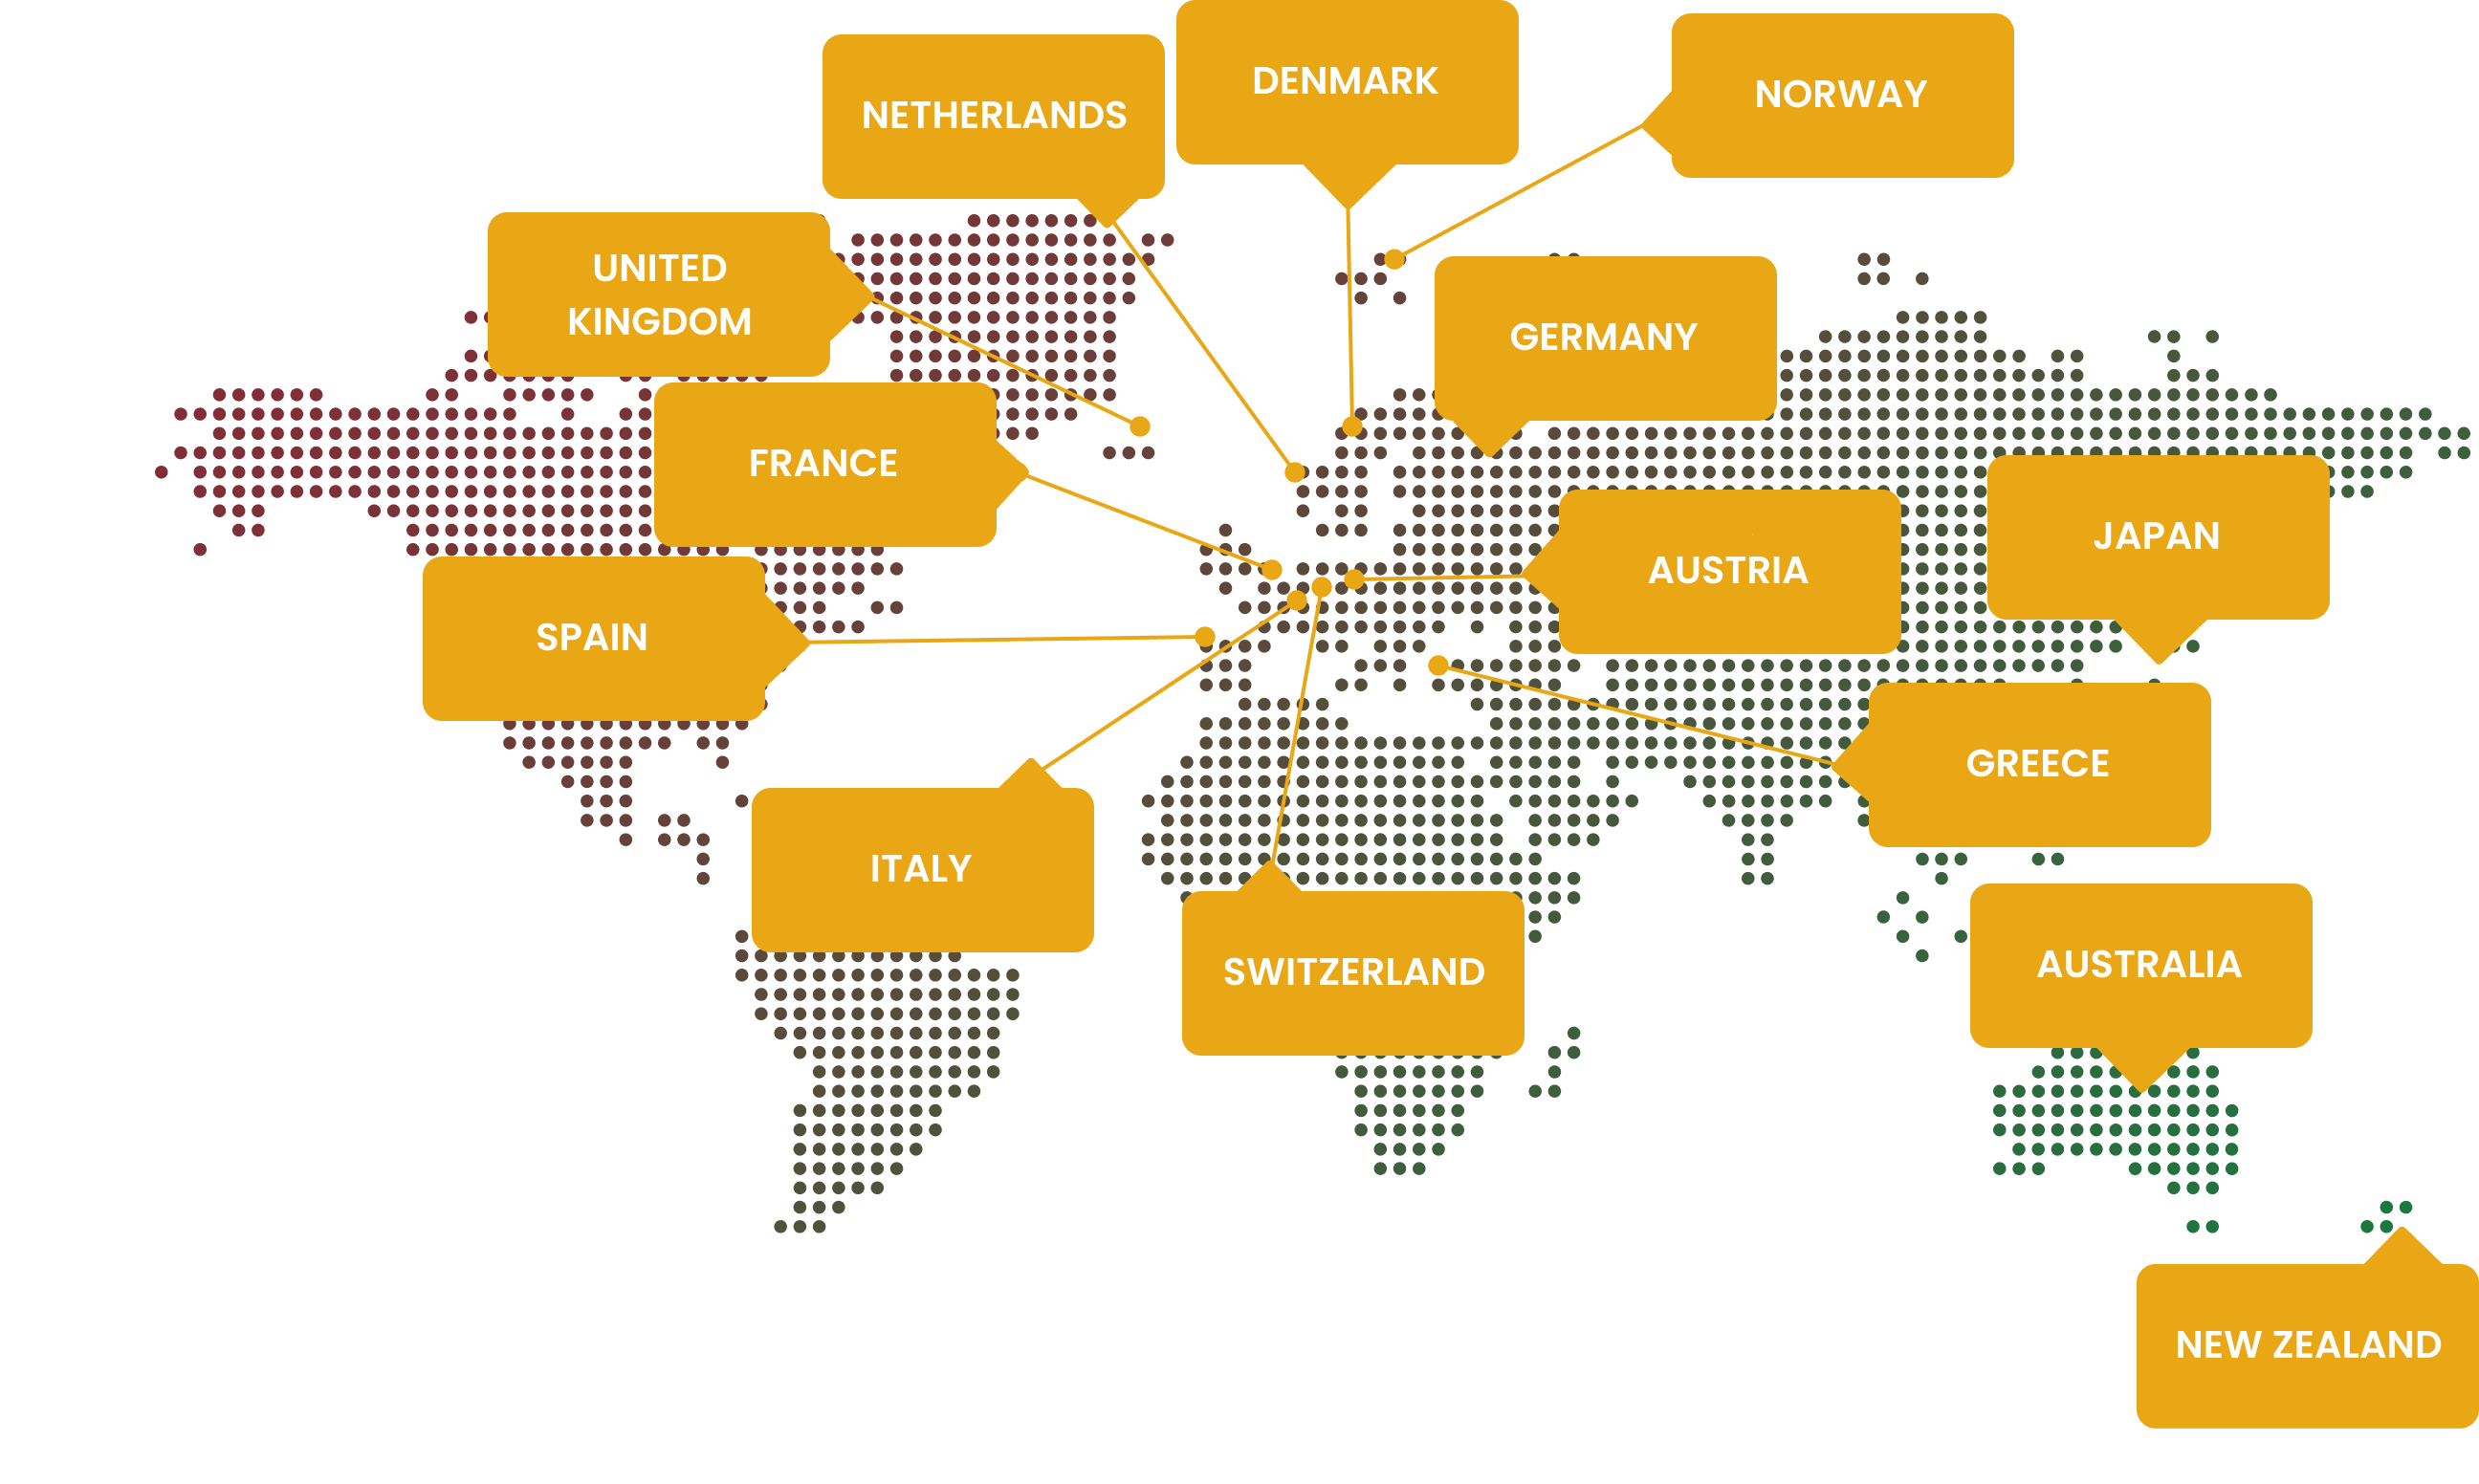 DENMARK
NORWAY
NETHERLANDS
UNITED
KINGDOM
GERMANY
FRANCE
JAPAN
AUSTRIA
SPAIN
GREECE
ITALY
SWITZERLAND
AUSTRALIA
NEW ZEALAND